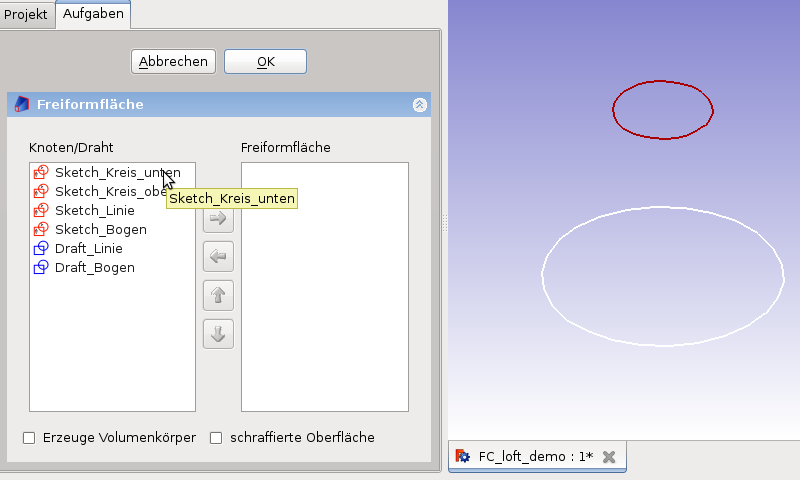 Projekt
Aufgaben
Abbrechen
OK
Freiformfläche
Knoten/Draht
Freiformfläche
Sketch_Kreis_unten
Sketch_Kreis_obe
Sketch_Kreis_unten
Sketch_Linie
Sketch_Bogen
Draft_Linie
Draft_Bogen
Erzeuge Volumenkörper
schraffierte Oberfläche
FC_loft_demo : 1*